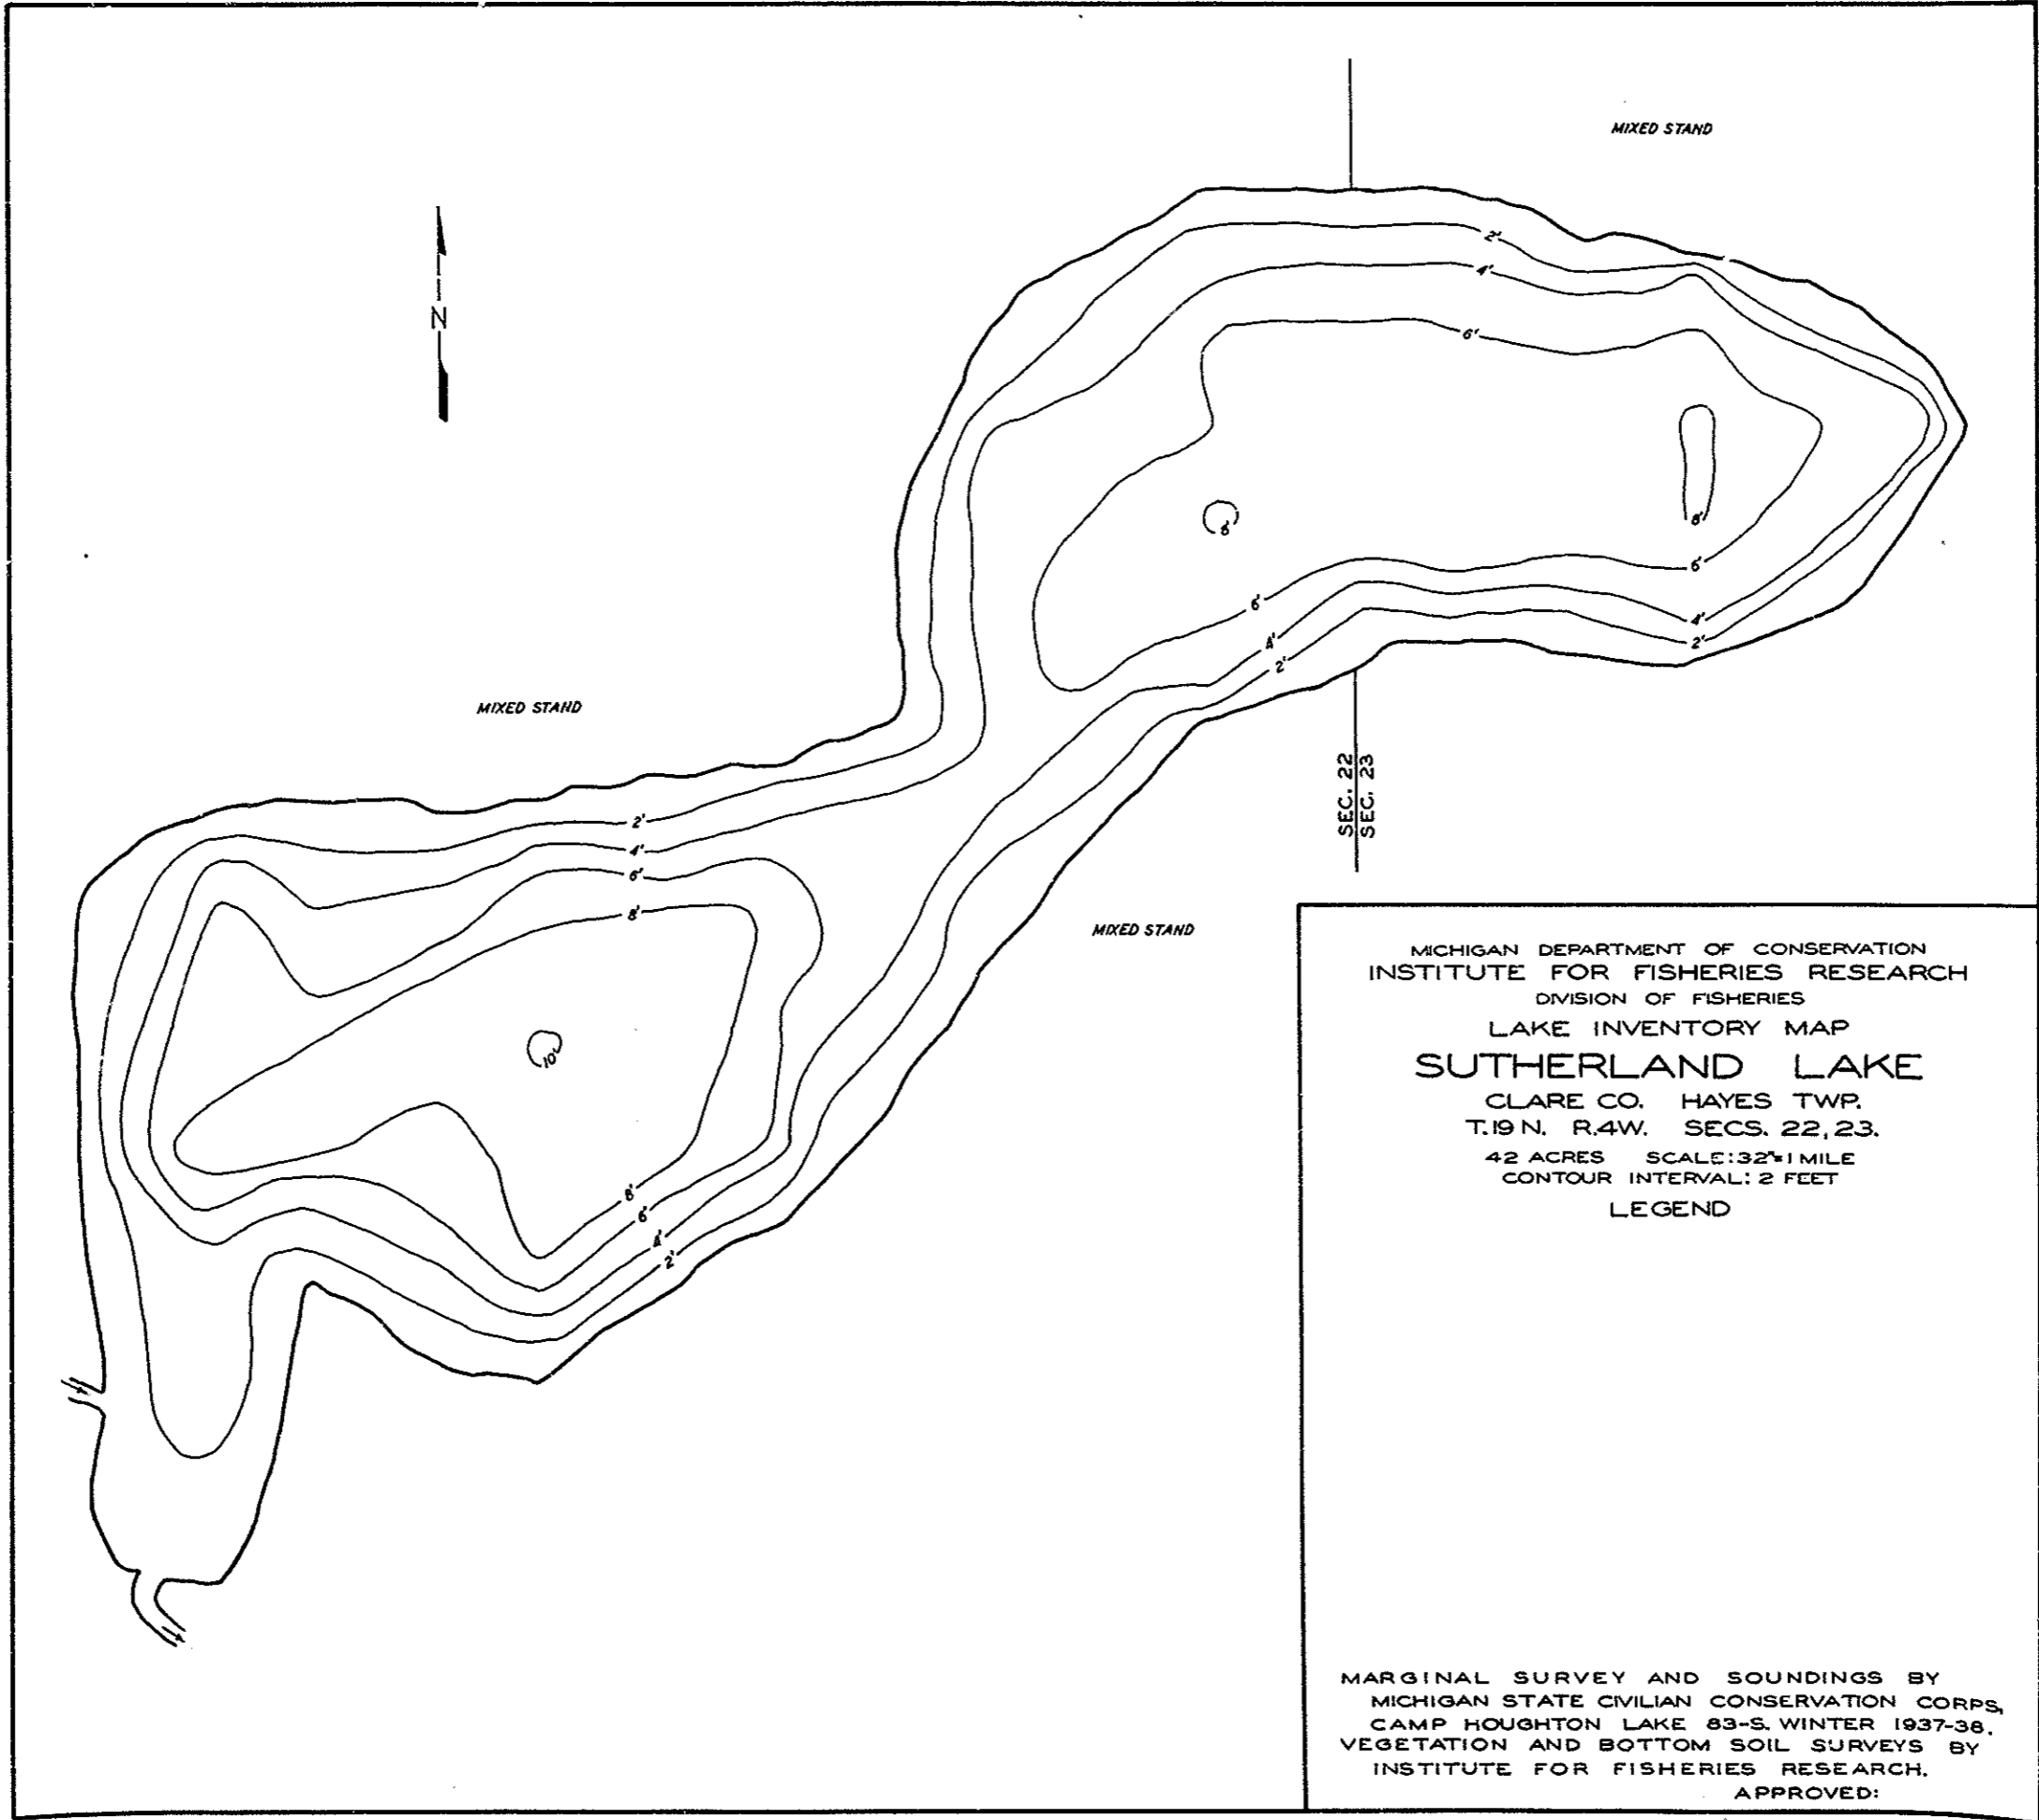 MIXED STAND
N
2'
4'
6'
8'
8'
6'
6'
4'
2'
4'
2'
MIXED STAND
SEC. 22
SEC. 23
2'
4'
6'
8'
MIXED STAND
10'
8'
6'
4'
2'
MICHIGAN DEPARTMENT OF CONSERVATION
INSTITUTE FOR FISHERIES RESEARCH
DIVISION OF FISHERIES
LAKE INVENTORY MAP
SUTHERLAND LAKE
CLARE CO. HAYES TWP.
T.19 N. R.4W. SECS. 22, 23.
42 ACRES SCALE: 32"=1 MILE
CONTOUR INTERVAL: 2 FEET
LEGEND
MARGINAL SURVEY AND SOUNDINGS BY
MICHIGAN STATE CIVILIAN CONSERVATION CORPS,
CAMP HOUGHTON LAKE 83-S. WINTER 1937-38.
VEGETATION AND BOTTOM SOIL SURVEYS BY
INSTITUTE FOR FISHERIES RESEARCH.
APPROVED: